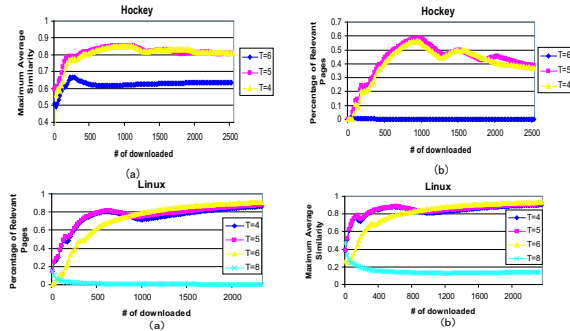 Hockey
Maximum Average
Similarity
1
0.9
0.8
0.7
0.6
0.5
0.4
0
500
1000
1500
2000
2500
# of downloaded
T=6
T=5
T=4
(a)
Hockey
Percentage of Relevant
Pages
0.7
0.6
0.5
0.4
0.3
0.2
0.1
0
0
500
1000
1500
2000
2500
# of downloaded
T=6
T=5
T=4
(b)
Linux
Percentage of Relevant
Pages
1
0.8
0.6
0.4
0.2
0
0
500
1000
1500
2000
# of downloaded
T=4
T=5
T=6
T=8
(a)
Linux
Maximum Average
Similarity
1
0.8
0.6
0.4
0.2
0
0
400
800
1200
1600
2000
# of downloaded
T=4
T=5
T=6
T=8
(b)